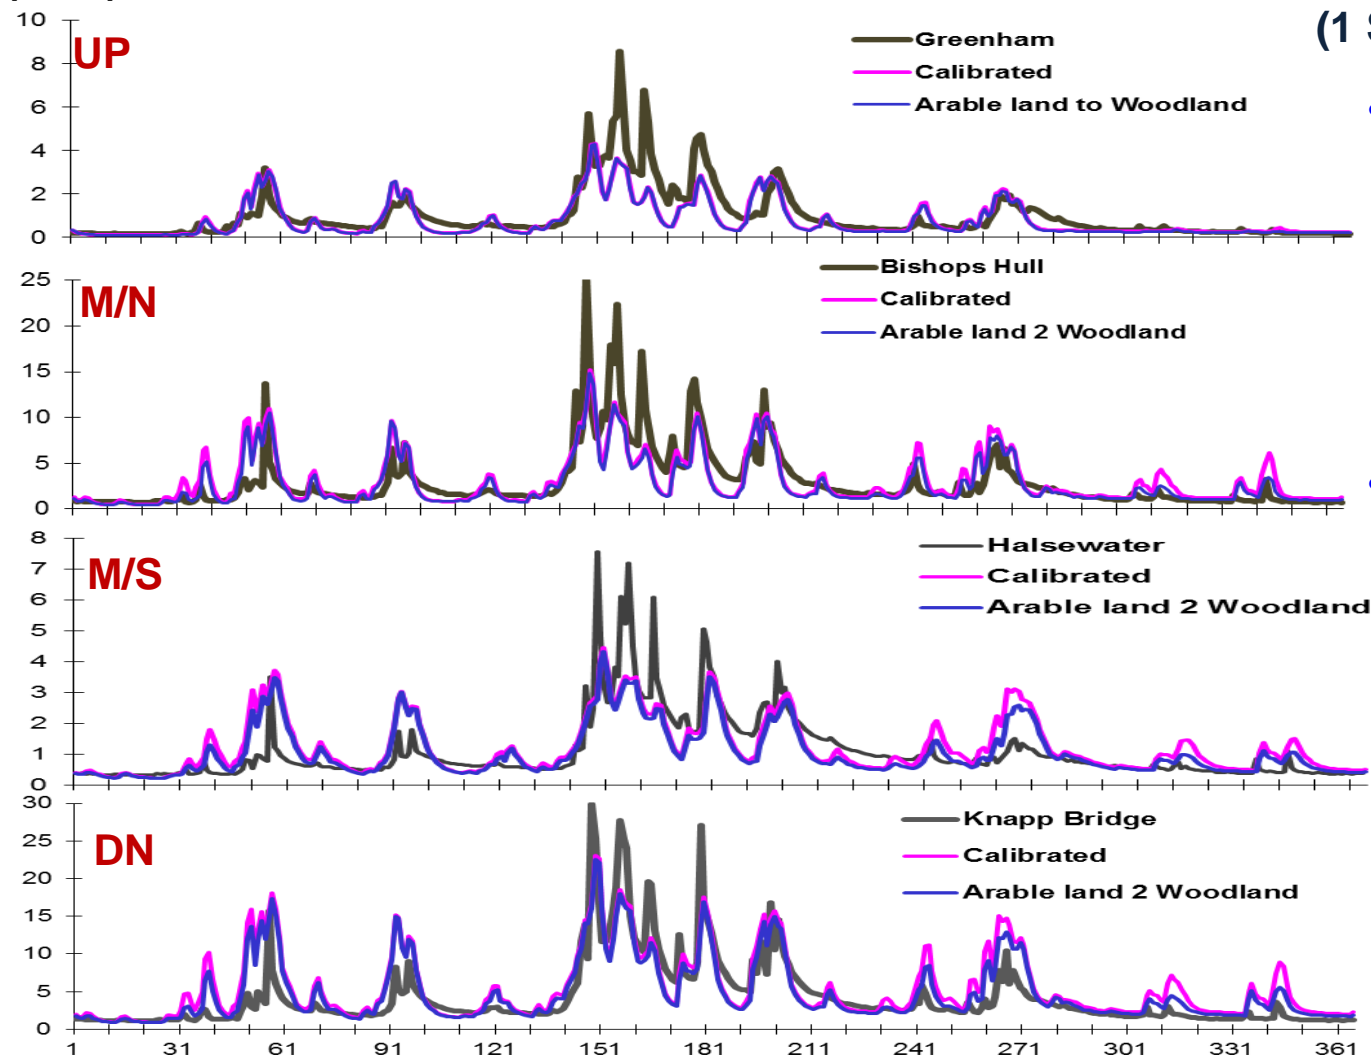 (1 S
10
8
6
4
2
0
UP
Greenham
Calibrated
Arable land to Woodland
25
20
15
10
5
0
M/N
Bishops Hull
Calibrated
Arable land 2 Woodland
8
7
6
5
4
3
2
1
0
M/S
Halsewater
Calibrated
Arable land 2 Woodland
30
25
20
15
10
5
0
DN
Knapp Bridge
Calibrated
Arable land 2 Woodland
1 31 61 91 121 151 181 211 241 271 301 331 361